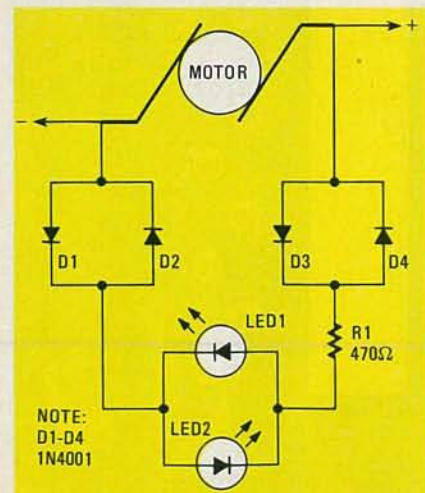 +
MOTOR
−
D1
D2
D3
D4
LED1
R1
470Ω
LED2
NOTE:
D1-D4
1N4001